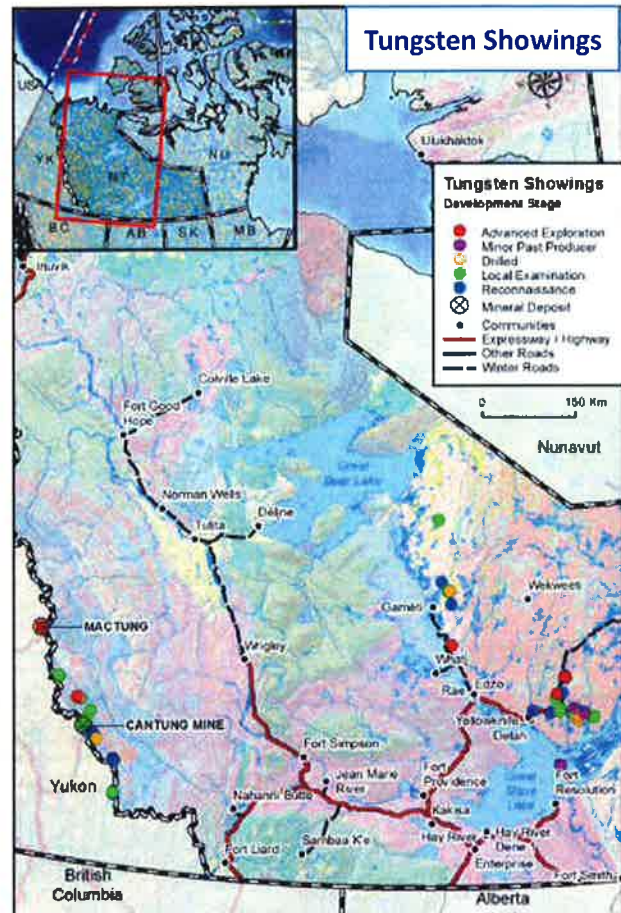 Tungsten Showings
US
YK
NT
NU
BC
AB
SK
MB
Ulukhaktok
Tungsten Showings
Development Stage
Advanced Exploration
Minor Past Producer
Drilled
Local Examination
Reconnaissance
Mineral Deposit
Communities
Expressway / Highway
Other Roads
Winter Roads
0 150 Km
Inuvik
Colville Lake
Fort Good
Hope
Nunavut
Great
Bear Lake
Norman Wells
Déline
Tulita
Gamèti
Wekweètì
MACTUNG
Wrigley
Whatì
Rae
Edzo
CANTUNG MINE
Yellowknife
Dettah
Fort Simpson
Yukon
Jean Marie
River
Fort
Providence
Great
Slave
Lake
Fort
Resolution
Nahanni Butte
Kakisa
Sambaa K'e
Hay River
Hay River
Dene
Enterprise
Fort Liard
Fort Smith
British
Columbia
Alberta